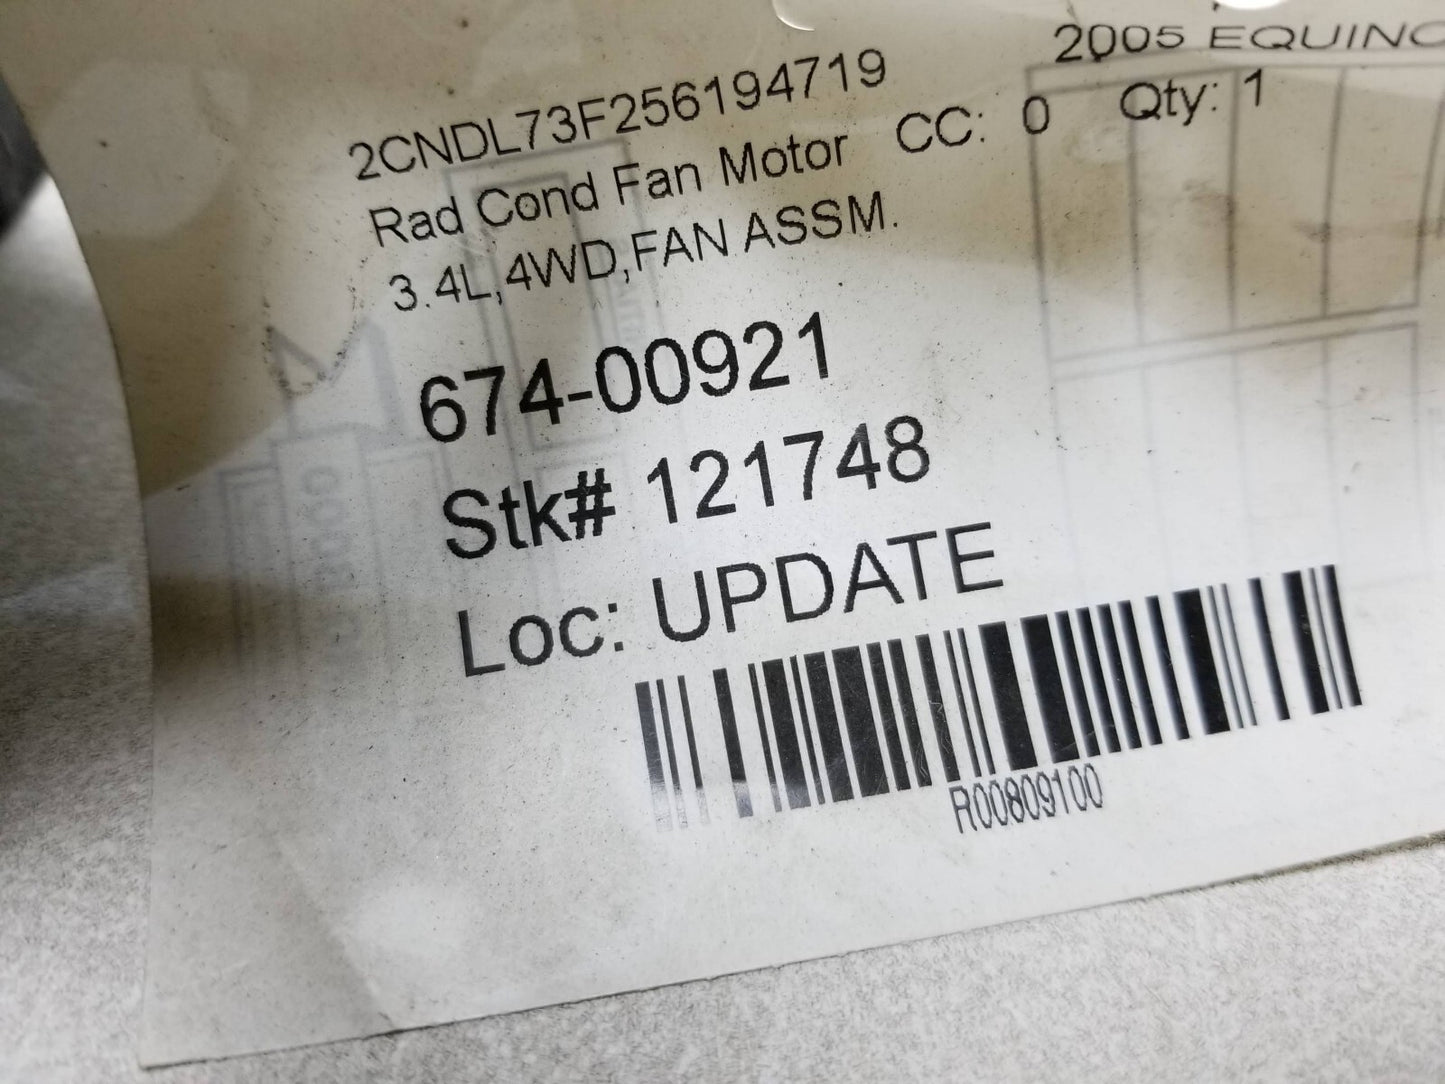 2005 EQUINO
2CNDL73F256194719
Rad Cond Fan Motor CC: 0 Qty: 1
3.4L,4WD,FAN ASSM.
674-00921
Stk# 121748
Loc: UPDATE
R00809100